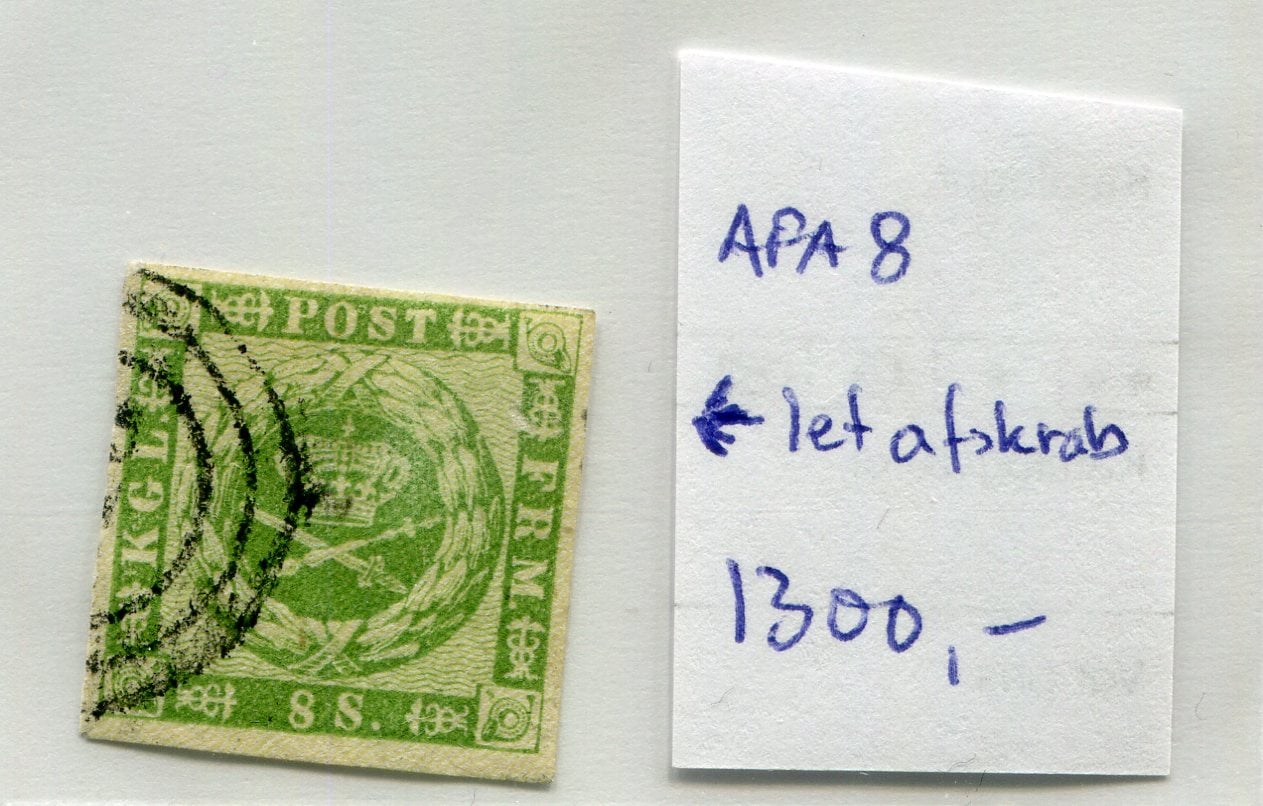 POST
KGL.
FRM.
8 S.
AFA 8
← let afskrab
1300,-